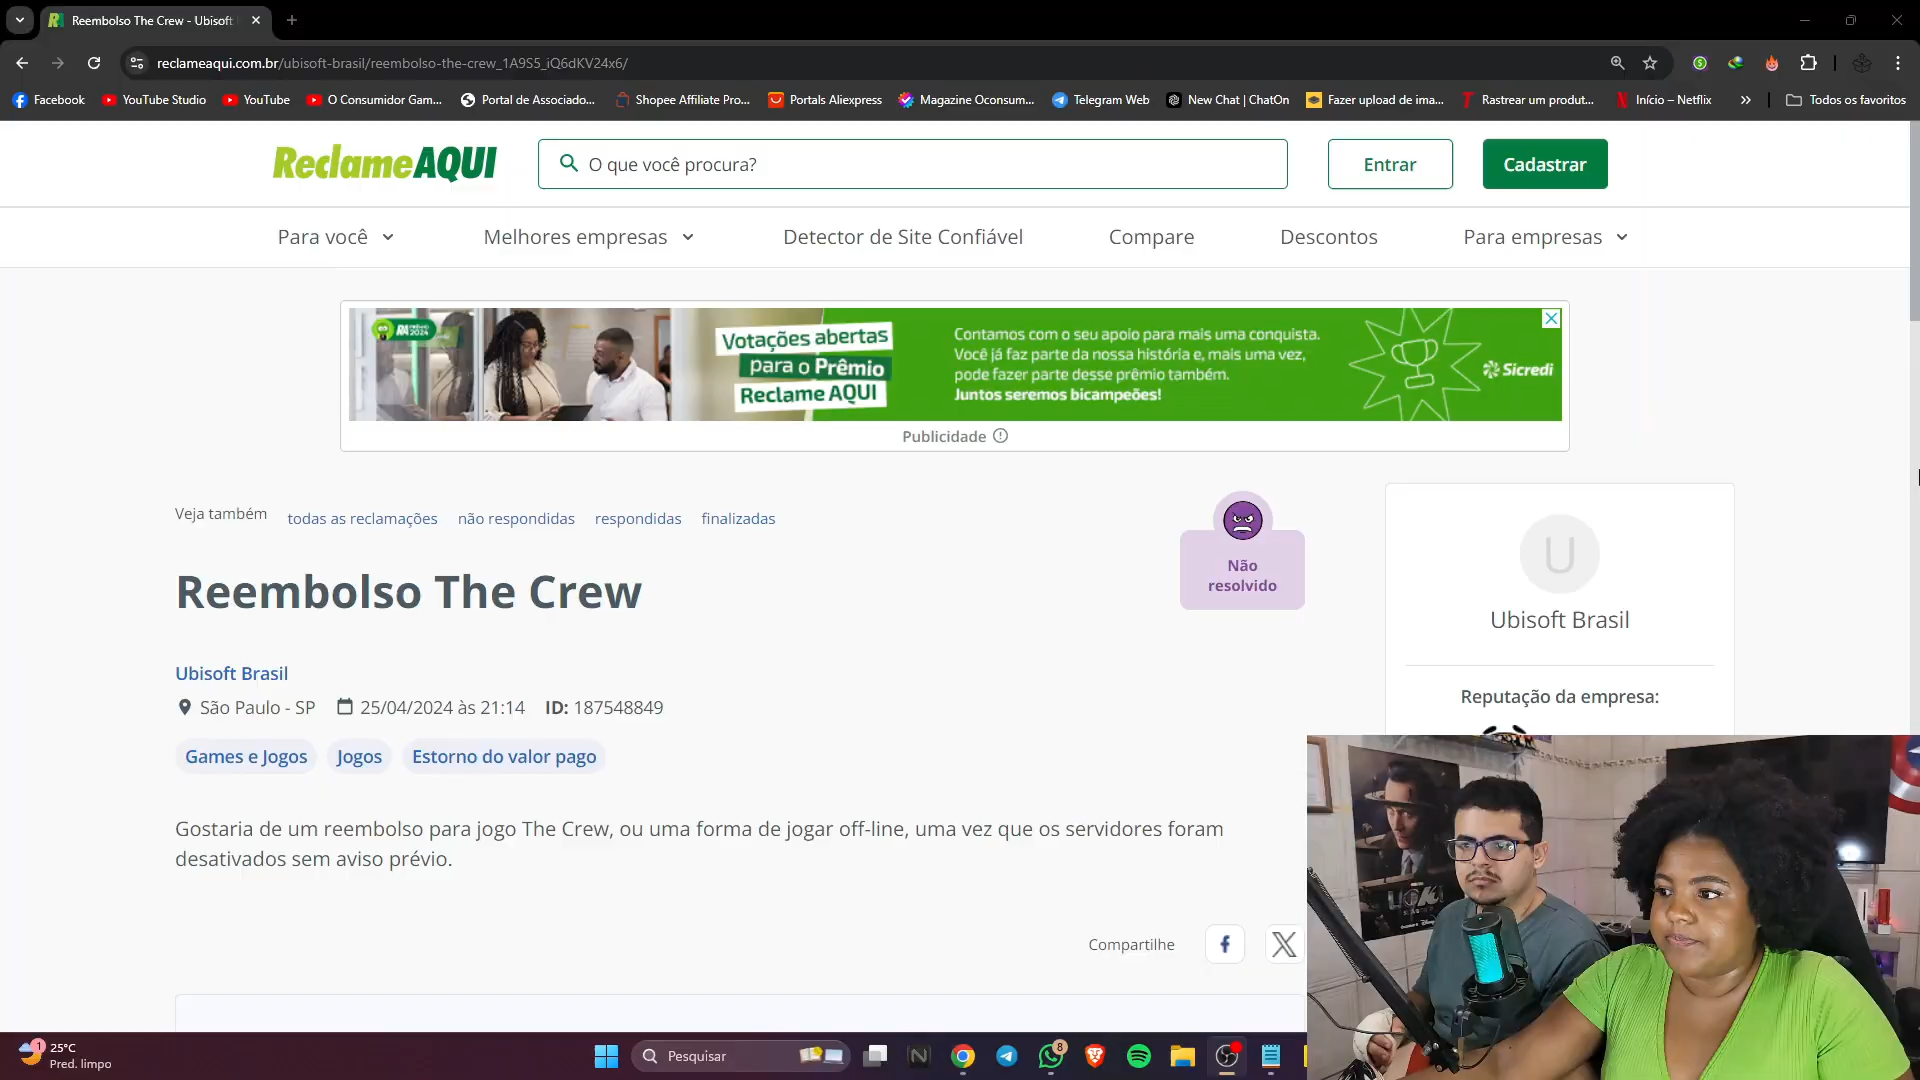 Reembolso The Crew - Ubisoft
reclameaqui.com.br/ubisoft-brasil/reembolso-the-crew_1A9S5_iQ6dKV24x6/
Facebook YouTube Studio YouTube O Consumidor Gam... Portal de Associado... Shopee Affiliate Pro... Portals Aliexpress Magazine Oconsum... Telegram Web New Chat | ChatOn Fazer upload de ima... Rastrear um produt... Início – Netflix » Todos os favoritos
ReclameAQUI
O que você procura?
Entrar
Cadastrar
Para você Melhores empresas Detector de Site Confiável Compare Descontos Para empresas
RA PRÊMIO 2024
Votações abertas
para o Prêmio
Reclame AQUI
Contamos com o seu apoio para mais uma conquista.
Você já faz parte da nossa história e, mais uma vez,
pode fazer parte desse prêmio também.
Juntos seremos bicampeões!
Sicredi
Publicidade
Veja também todas as reclamações não respondidas respondidas finalizadas
Não
resolvido
Reembolso The Crew
U
Ubisoft Brasil
Reputação da empresa:
Ubisoft Brasil
São Paulo - SP 25/04/2024 às 21:14 ID: 187548849
Games e Jogos Jogos Estorno do valor pago
Gostaria de um reembolso para jogo The Crew, ou uma forma de jogar off-line, uma vez que os servidores foram
desativados sem aviso prévio.
Compartilhe
LOKI
1
25°C
Pred. limpo
Pesquisar
8